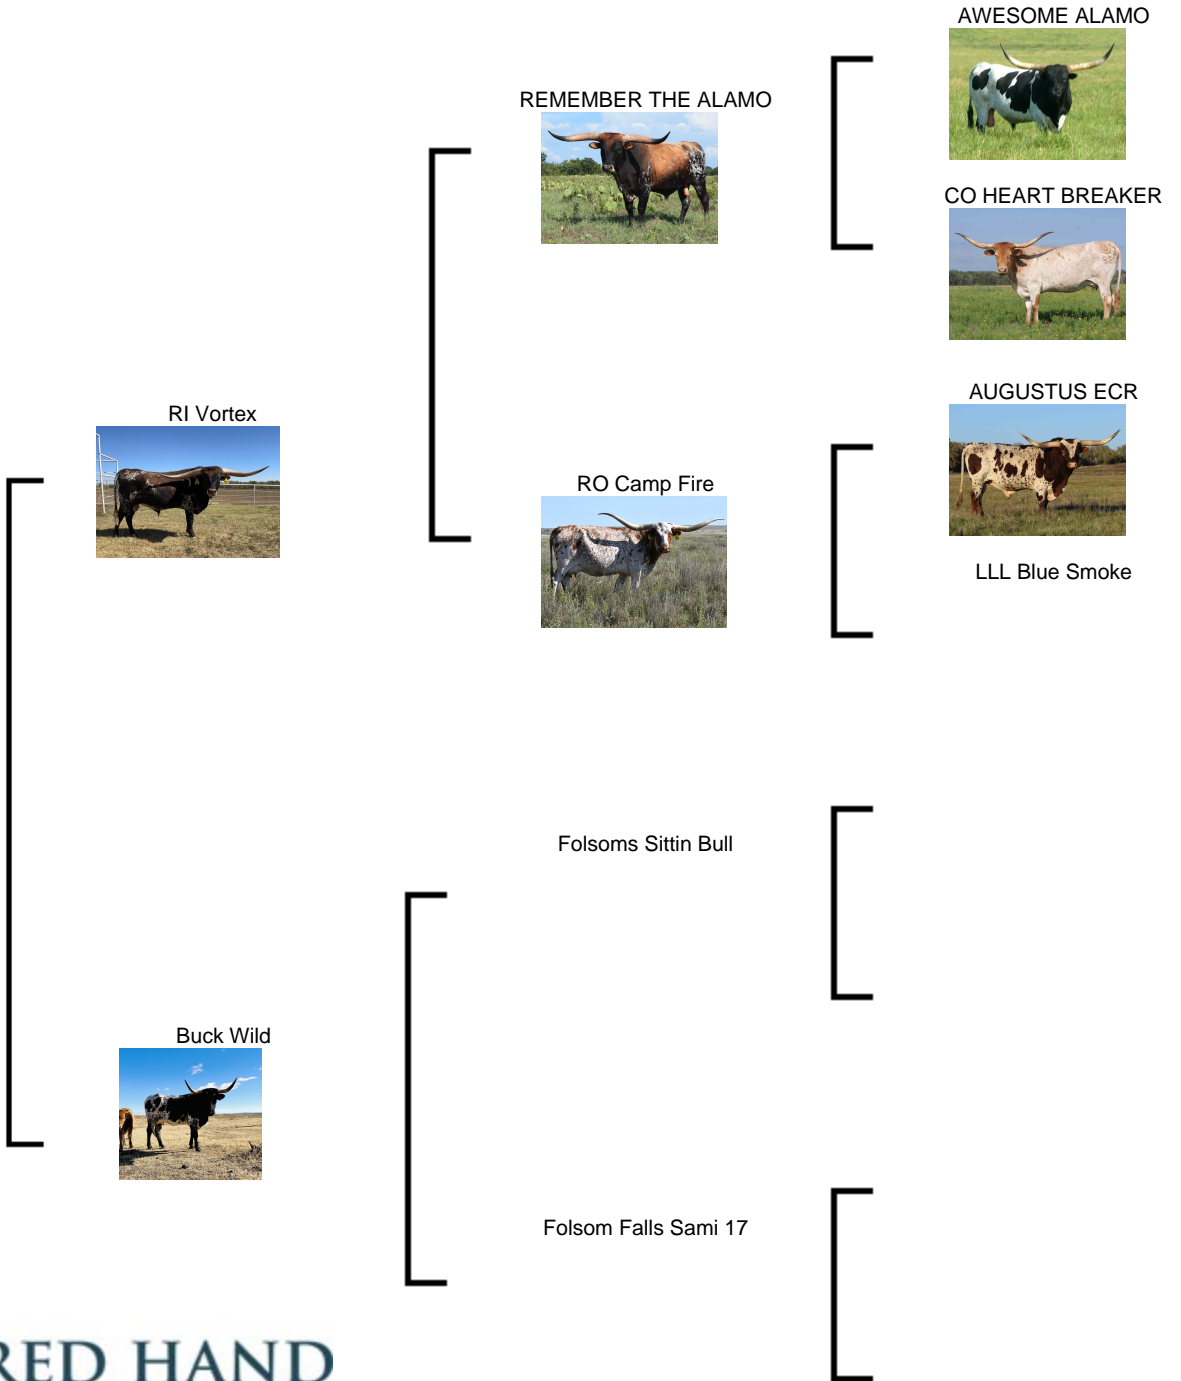 AWESOME ALAMO
REMEMBER THE ALAMO
CO HEART BREAKER
AUGUSTUS ECR
RI Vortex
RO Camp Fire
LLL Blue Smoke
Folsoms Sittin Bull
Buck Wild
Folsom Falls Sami 17
RED HAND